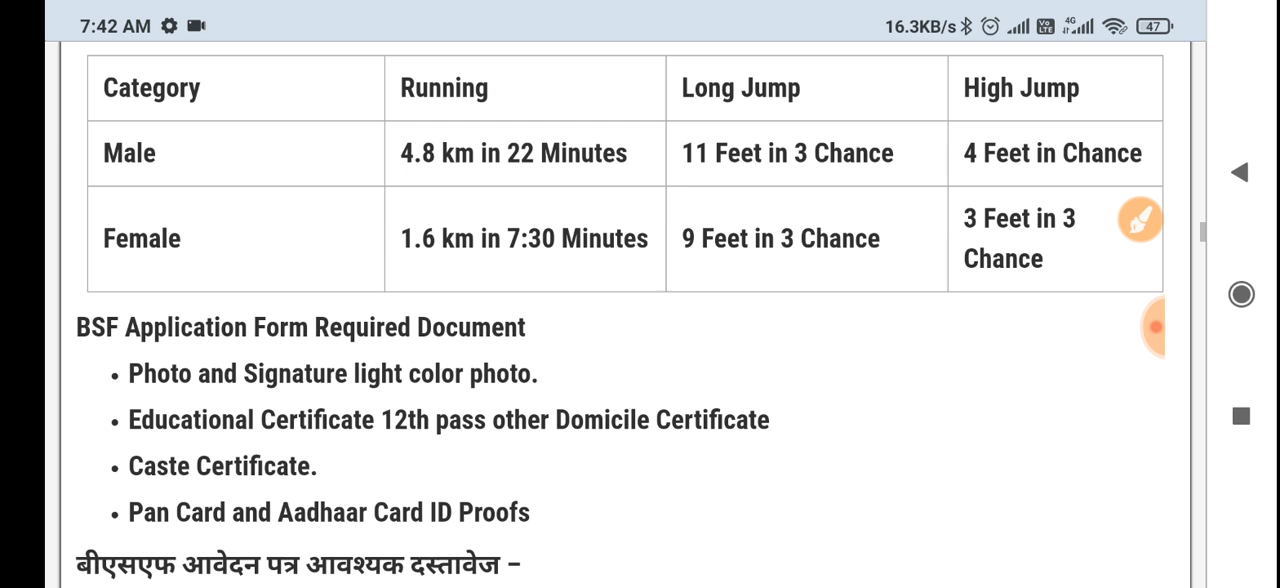 7:42 AM 16.3KB/s Vo LTE 4G 47
Category Running Long Jump High Jump
Male 4.8 km in 22 Minutes 11 Feet in 3 Chance 4 Feet in Chance
Female 1.6 km in 7:30 Minutes 9 Feet in 3 Chance 3 Feet in 3
Chance
BSF Application Form Required Document
• Photo and Signature light color photo.
• Educational Certificate 12th pass other Domicile Certificate
• Caste Certificate.
• Pan Card and Aadhaar Card ID Proofs
बीएसएफ आवेदन पत्र आवश्यक दस्तावेज –